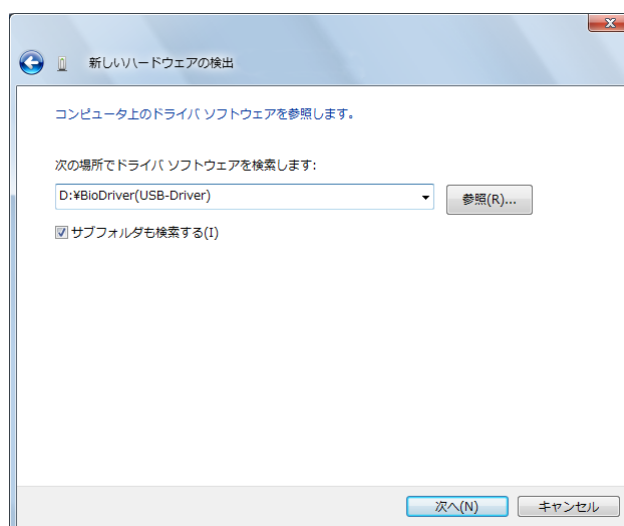 新しいハードウェアの検出
コンピュータ上のドライバ ソフトウェアを参照します。
次の場所でドライバ ソフトウェアを検索します:
D:¥BioDriver(USB-Driver)
参照(R)...
サブフォルダも検索する(I)
次へ(N)
キャンセル